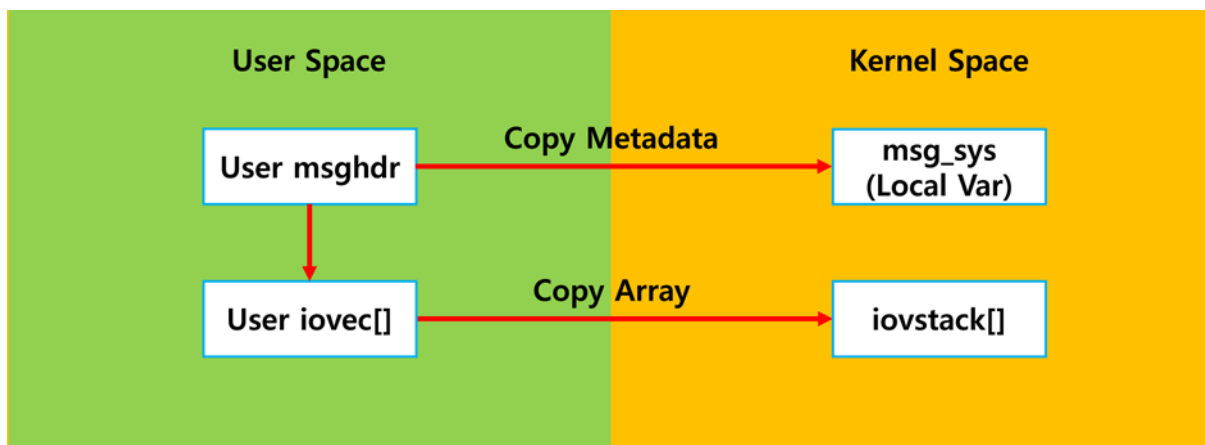 User Space
Kernel Space
Copy Metadata
User msghdr
msg_sys
(Local Var)
Copy Array
User iovec[]
iovstack[]